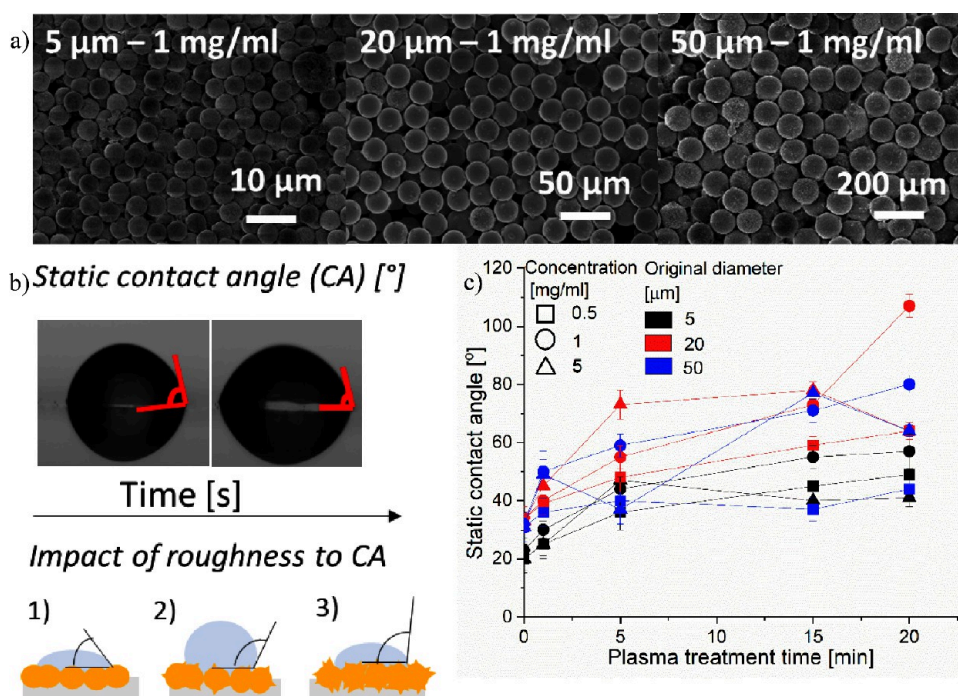 a)
5 µm – 1 mg/ml
20 µm – 1 mg/ml
50 µm – 1 mg/ml
10 µm
50 µm
200 µm
b)
Static contact angle (CA) [°]
Time [s]
Impact of roughness to CA
1)
2)
3)
c)
Concentration
[mg/ml]
0.5
1
5
Original diameter
[µm]
5
20
50
Static contact angle [°]
120
100
80
60
40
20
0
0
5
10
15
20
Plasma treatment time [min]